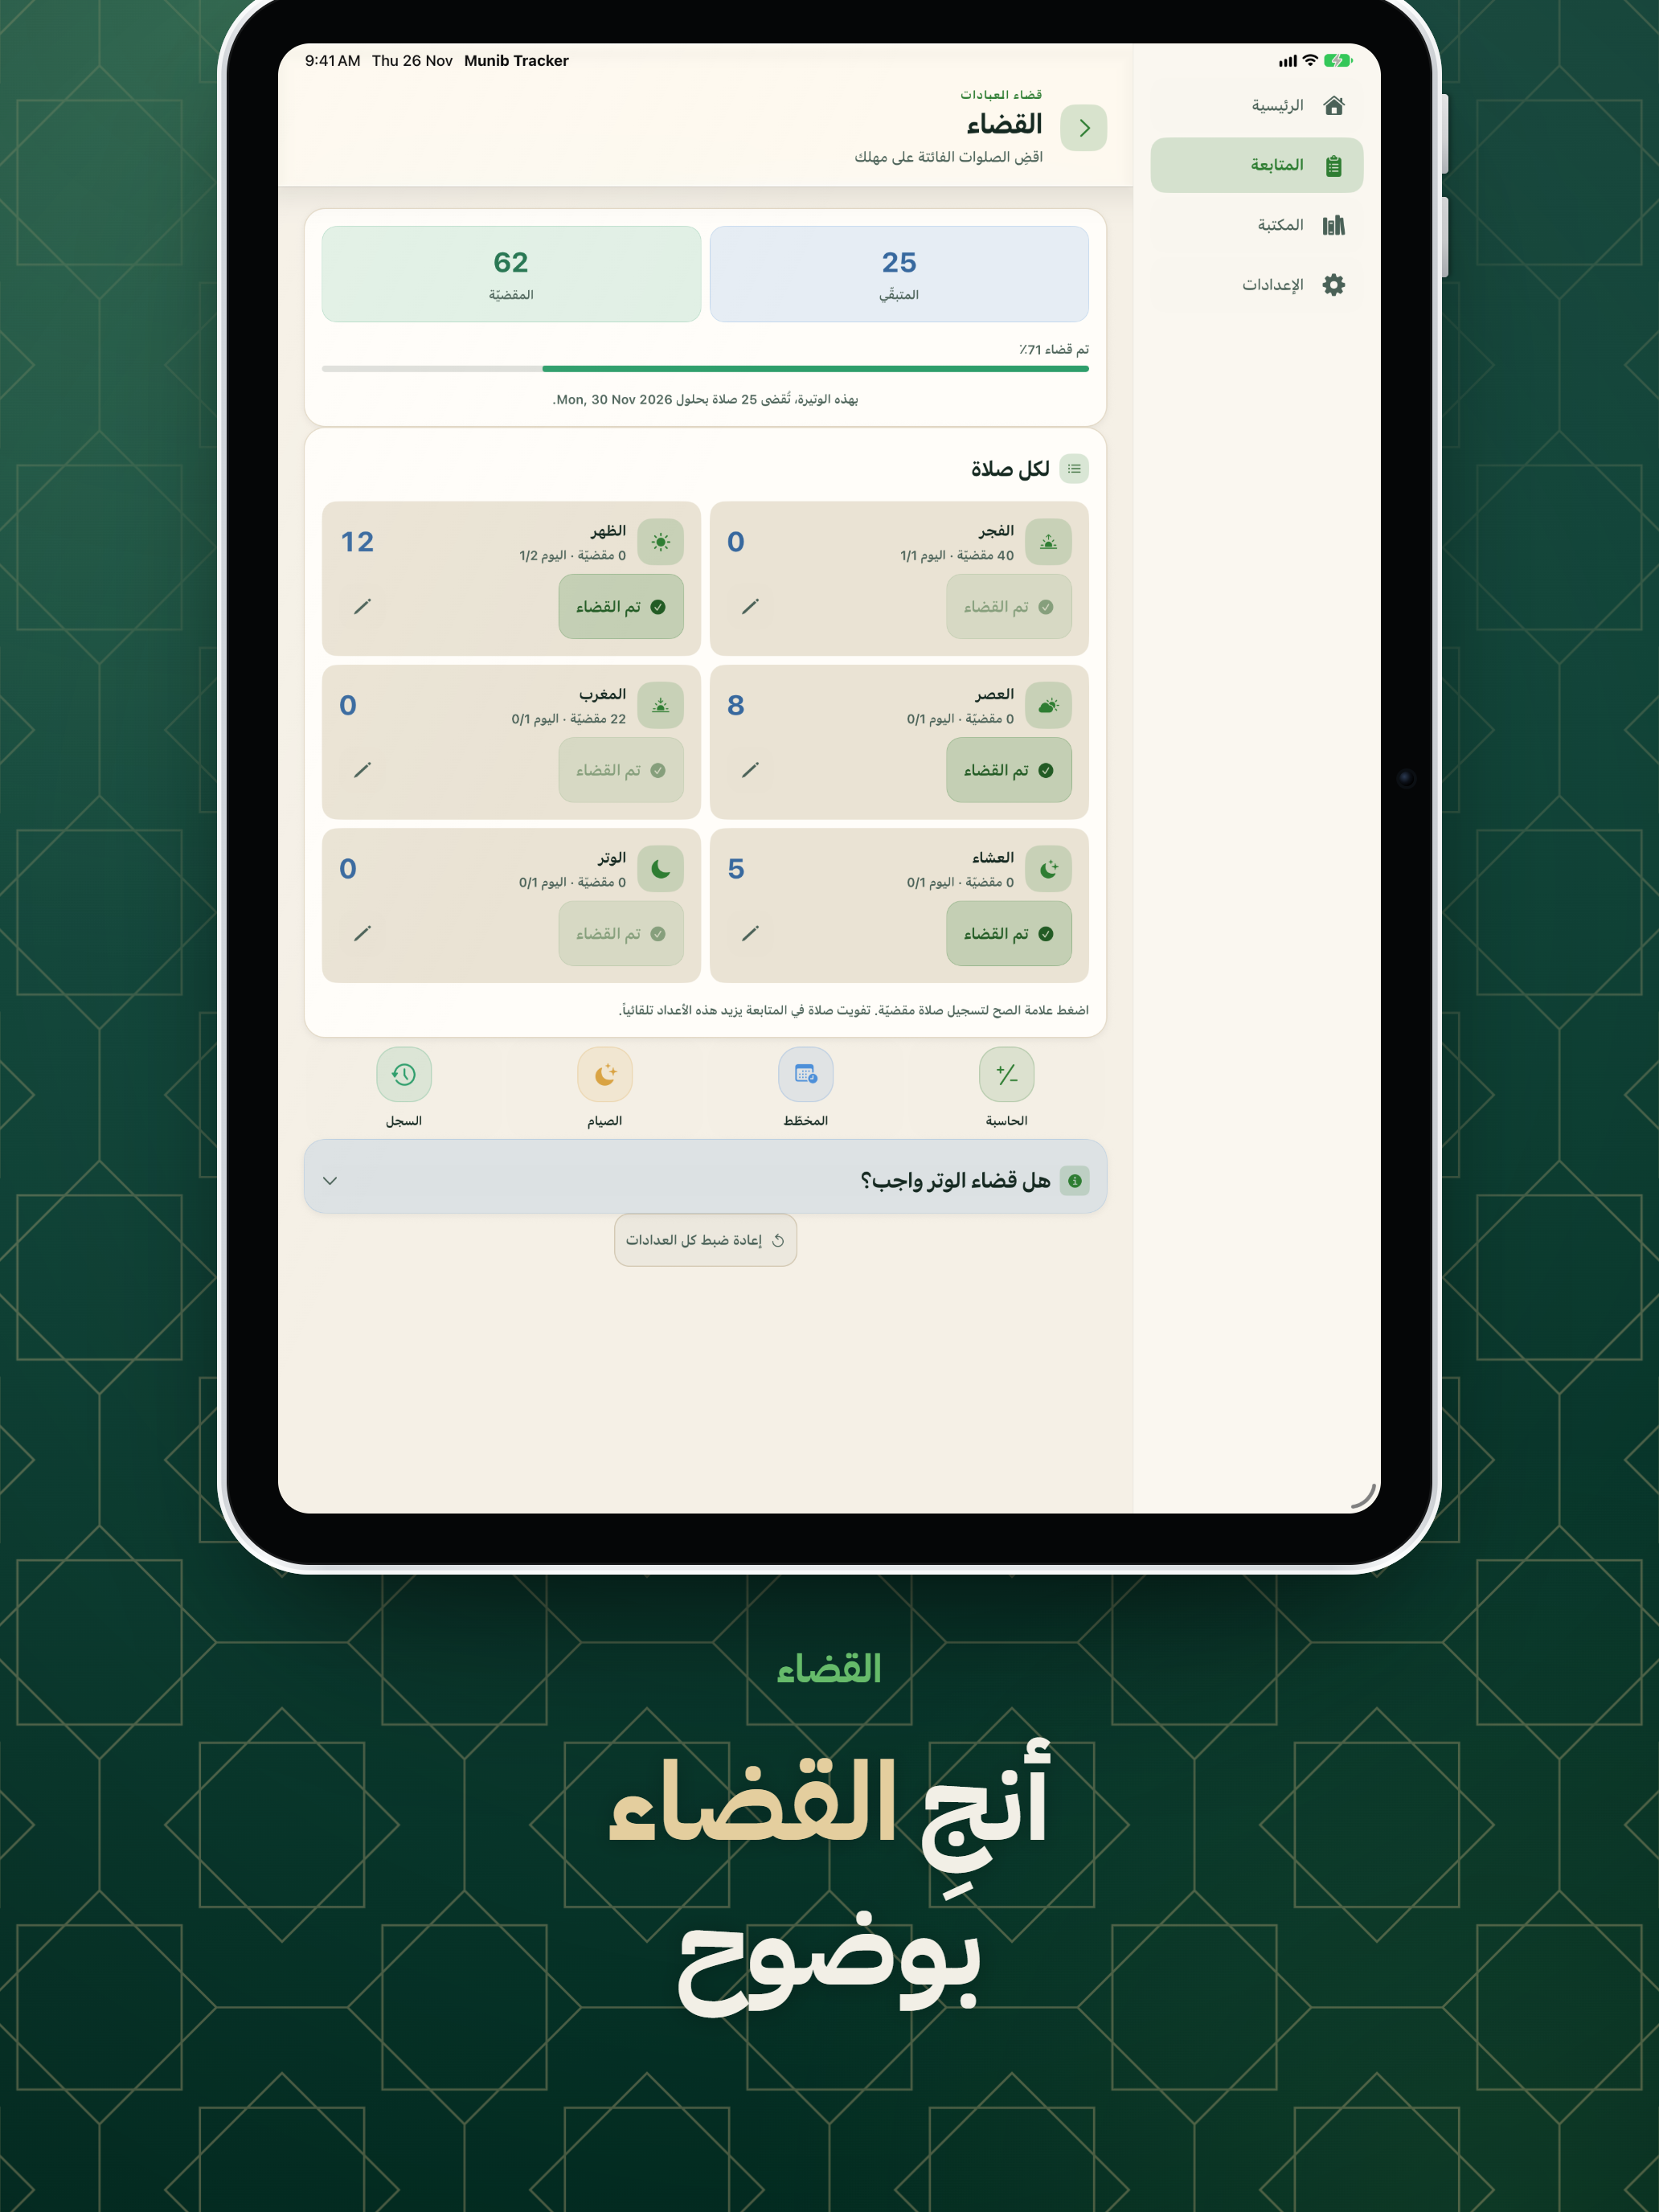 9:41 AM Thu 26 Nov Munib Tracker
الرئيسية
المتابعة
المكتبة
الإعدادات
قضاء العبادات
القضاء
اقضِ الصلوات الفائتة على مهلك
25
المتبقّي
62
المقضيّة
تم قضاء 71٪
بهذه الوتيرة، تُقضى 25 صلاة بحلول Mon, 30 Nov 2026.
لكل صلاة
الفجر
0
40 مقضيّة · اليوم 1/1
تم القضاء
الظهر
12
0 مقضيّة · اليوم 1/2
تم القضاء
العصر
8
0 مقضيّة · اليوم 0/1
تم القضاء
المغرب
0
22 مقضيّة · اليوم 0/1
تم القضاء
العشاء
5
0 مقضيّة · اليوم 0/1
تم القضاء
الوتر
0
0 مقضيّة · اليوم 0/1
تم القضاء
اضغط علامة الصح لتسجيل صلاة مقضيّة. تفويت صلاة في المتابعة يزيد هذه الأعداد تلقائياً.
الحاسبة
المخطّط
الصيام
السجل
هل قضاء الوتر واجب؟
إعادة ضبط كل العدادات
القضاء
أنجِ القضاء
بوضوح